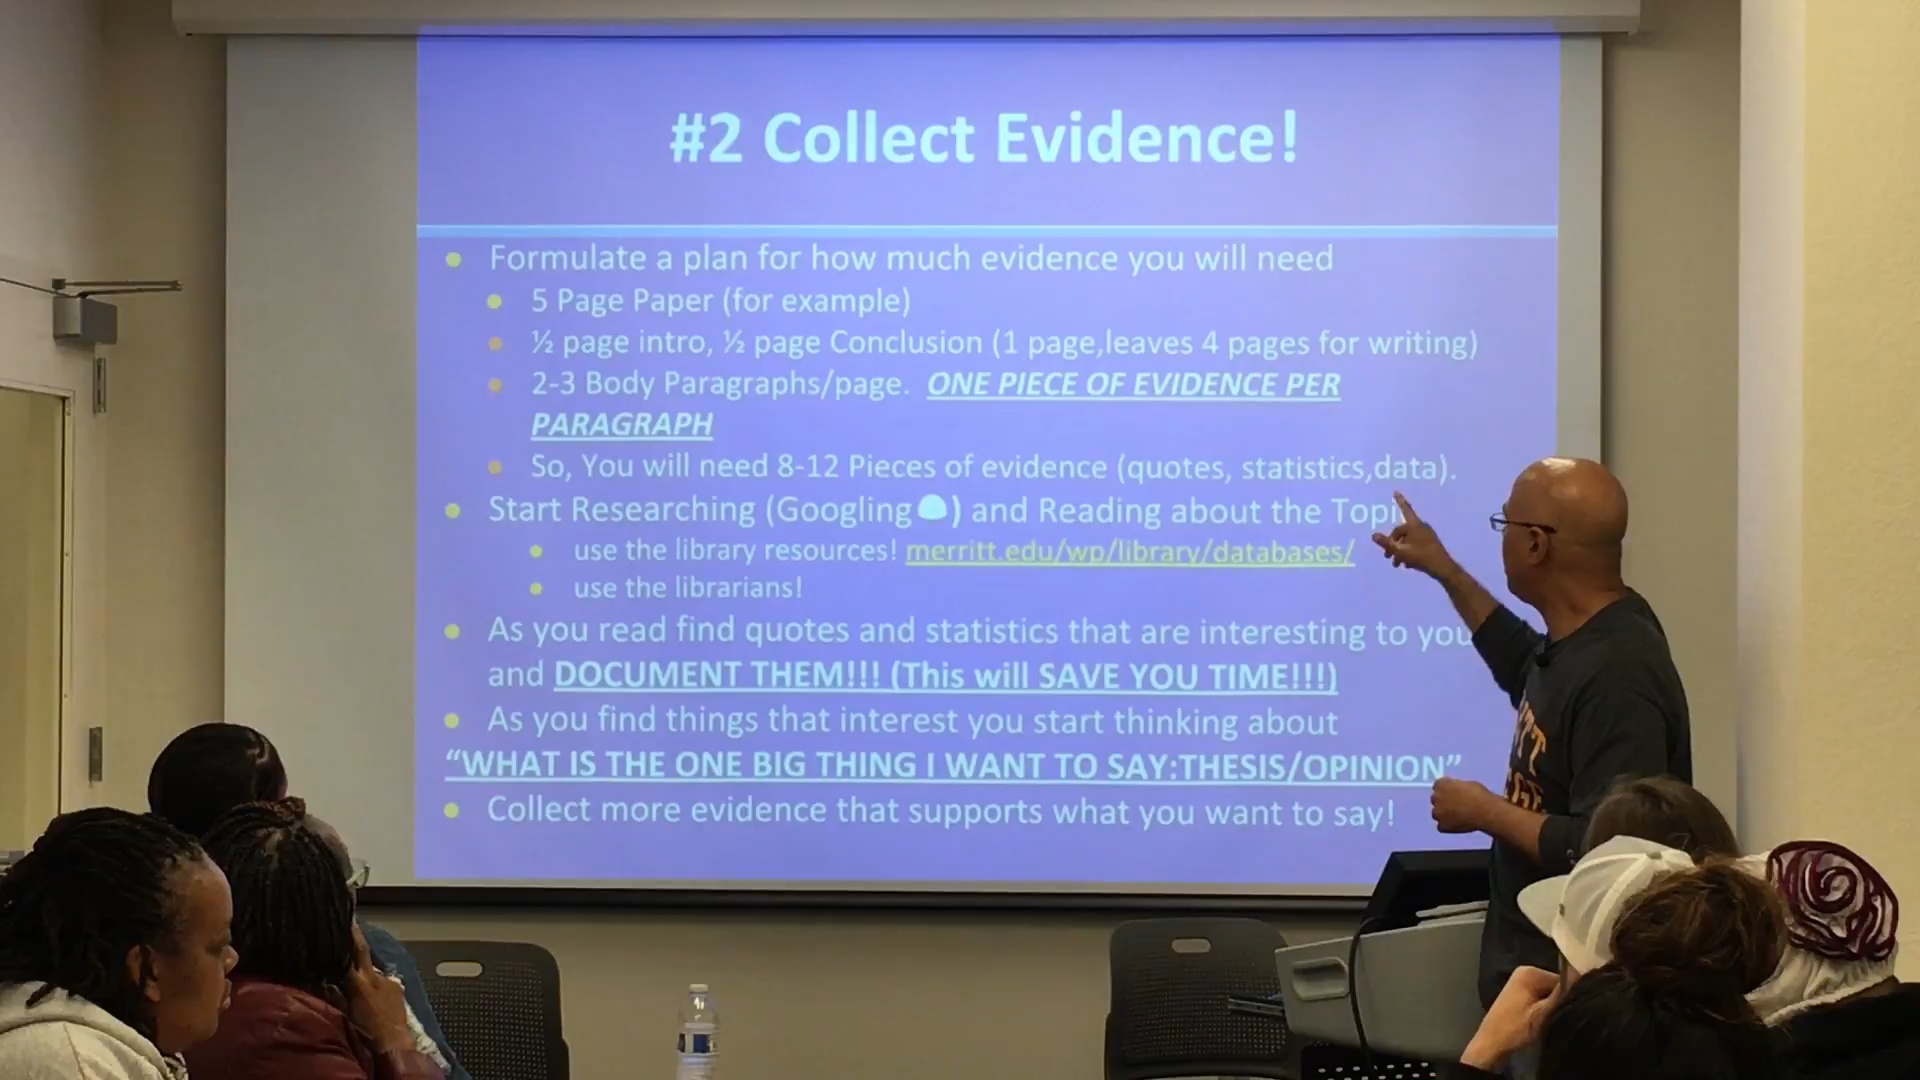 #2 Collect Evidence!
Formulate a plan for how much evidence you will need
5 Page Paper (for example)
½ page intro, ½ page Conclusion (1 page,leaves 4 pages for writing)
2-3 Body Paragraphs/page. ONE PIECE OF EVIDENCE PER
PARAGRAPH
So, You will need 8-12 Pieces of evidence (quotes, statistics,data).
Start Researching (Googling ) and Reading about the Topi
use the library resources! merritt.edu/wp/library/databases/
use the librarians!
As you read find quotes and statistics that are interesting to you
and DOCUMENT THEM!!! (This will SAVE YOU TIME!!!)
As you find things that interest you start thinking about
“WHAT IS THE ONE BIG THING I WANT TO SAY:THESIS/OPINION”
Collect more evidence that supports what you want to say!